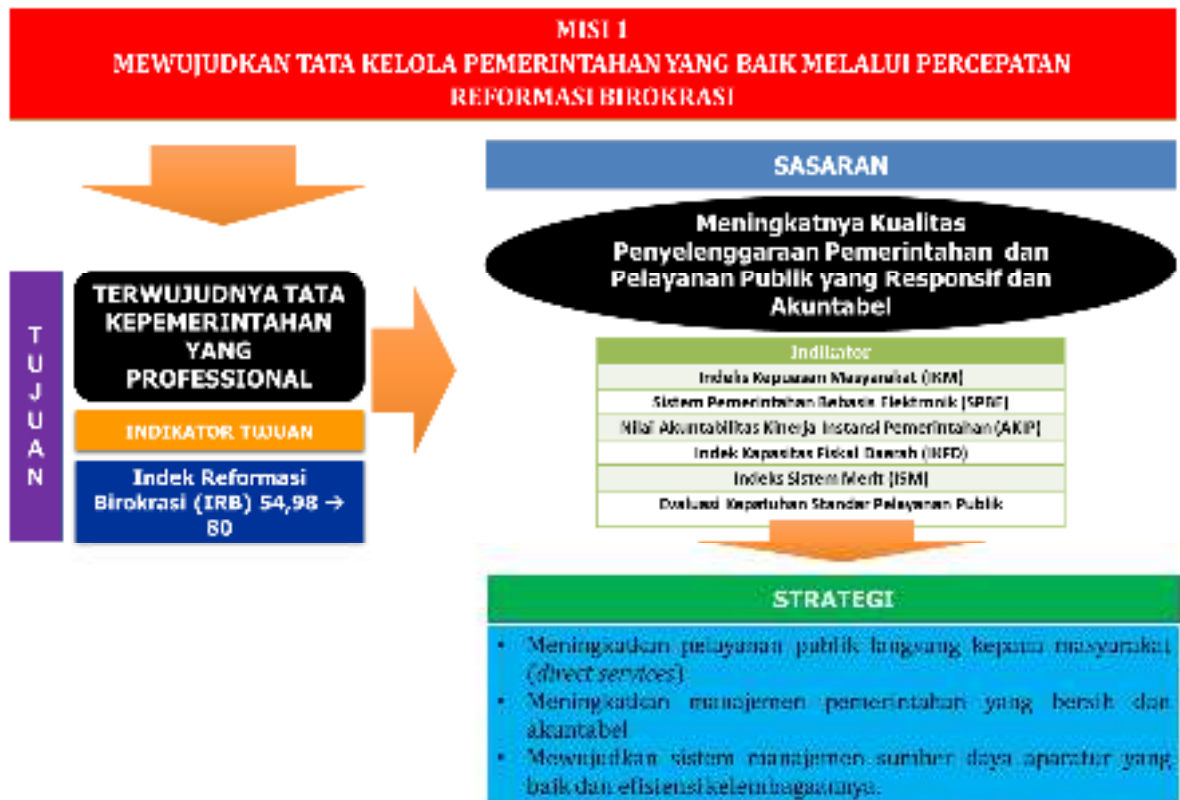 MISI 1
MEWUJUDKAN TATA KELOLA PEMERINTAHAN YANG BAIK MELALUI PERCEPATAN
REFORMASI BIROKRASI
TUJUAN
TERWUJUDNYA TATA
KEPEMERINTAHAN
YANG
PROFESSIONAL
INDIKATOR TUJUAN
Indek Reformasi
Birokrasi (IRB) 54,98 →
80
SASARAN
Meningkatnya Kualitas
Penyelenggaraan Pemerintahan dan
Pelayanan Publik yang Responsif dan
Akuntabel
Indikator
Indeks Kepuasan Masyarakat (IKM)
Sistem Pemerintahan Bebasis Elektronik (SPBE)
Nilai Akuntabilitas Kinerja Instansi Pemerintahan (AKIP)
Indek Kapasitas Fiskal Daerah (IKFD)
Indeks Sistem Merit (ISM)
Evaluasi Kepatuhan Standar Pelayanan Publik
STRATEGI
• Meningkatkan pelayanan publik langsung kepada masyarakat
(direct services)
• Meningkatkan manajemen pemerintahan yang bersih dan
akuntabel
• Mewujudkan sistem manajemen sumber daya aparatur yang
baik dan efisiensi kelembagaannya.